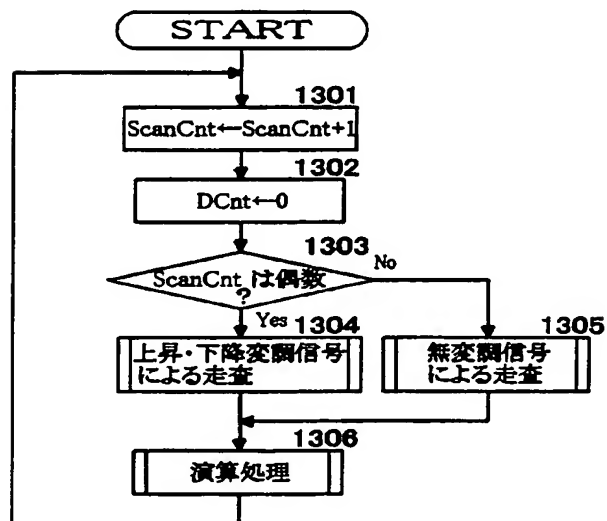 START
1301
ScanCnt←ScanCnt+1
1302
DCnt←0
1303
ScanCnt は偶数
?
No
Yes
1304
上昇・下降変調信号
による走査
1305
無変調信号
による走査
1306
演算処理